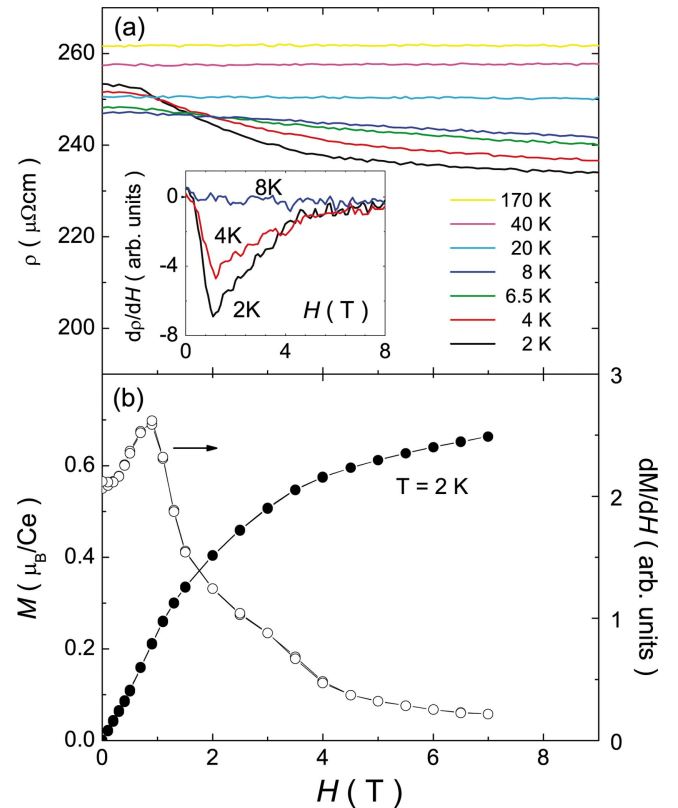 (a)
260
240
220
200
ρ ( μΩcm )
170 K
40 K
20 K
8 K
6.5 K
4 K
2 K
0
-4
-8
dρ/dH ( arb. units )
8K
4K
2K
H ( T )
0
4
8
(b)
3
2
1
0
dM/dH ( arb. units )
T = 2 K
0.6
0.4
0.2
0.0
M ( μB/Ce )
0
2
4
6
8
H ( T )